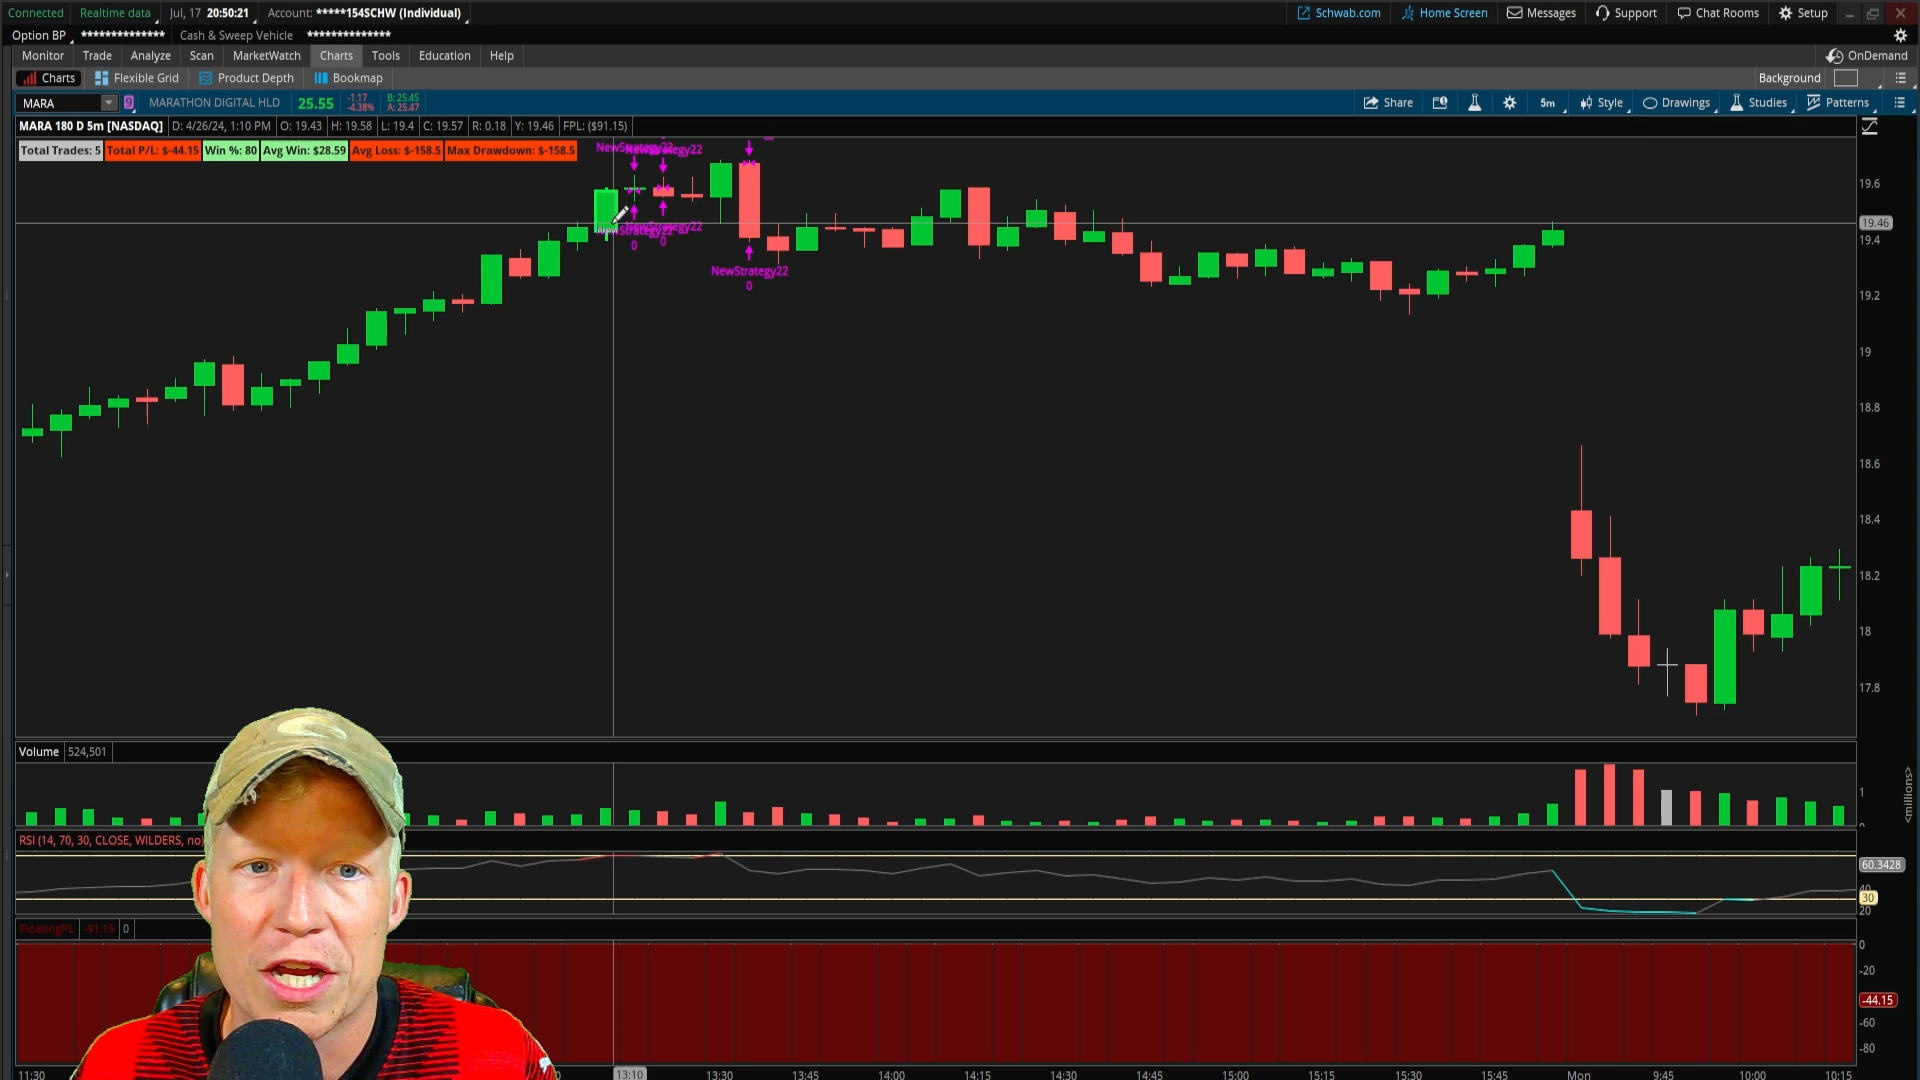 Connected Realtime data Jul, 17 20:50:21 Account: *****154SCHW (Individual) Schwab.com Home Screen Messages Support Chat Rooms Setup
Option BP ************** Cash & Sweep Vehicle **************
Monitor Trade Analyze Scan MarketWatch Charts Tools Education Help OnDemand
Charts Flexible Grid Product Depth Bookmap Background
MARA 9 MARATHON DIGITAL HLD 25.55 -1.17 -4.38% B: 25.45 A: 25.47 Share 5m Style Drawings Studies Patterns
MARA 180 D 5m [NASDAQ] D: 4/26/24, 1:10 PM O: 19.43 H: 19.58 L: 19.4 C: 19.57 R: 0.18 Y: 19.46 FPL: ($91.15)
Total Trades: 5 Total P/L: $-44.15 Win %: 80 Avg Win: $28.59 Avg Loss: $-158.5 Max Drawdown: $-158.5
19.6
19.46
19.4
NewStrategy22
0 0
NewStrategy22
0
19.2
19
18.8
18.6
18.4
18.2
18
17.8
Volume 524,501
1
<millions>
RSI (14, 70, 30, CLOSE, WILDERS, no)
60.3428
30
20
FloatingPL -91.15 0
0
-20
-44.15
-60
-80
11:30 13:10 13:30 13:45 14:00 14:15 14:30 14:45 15:00 15:15 15:30 15:45 Mon 9:45 10:00 10:15